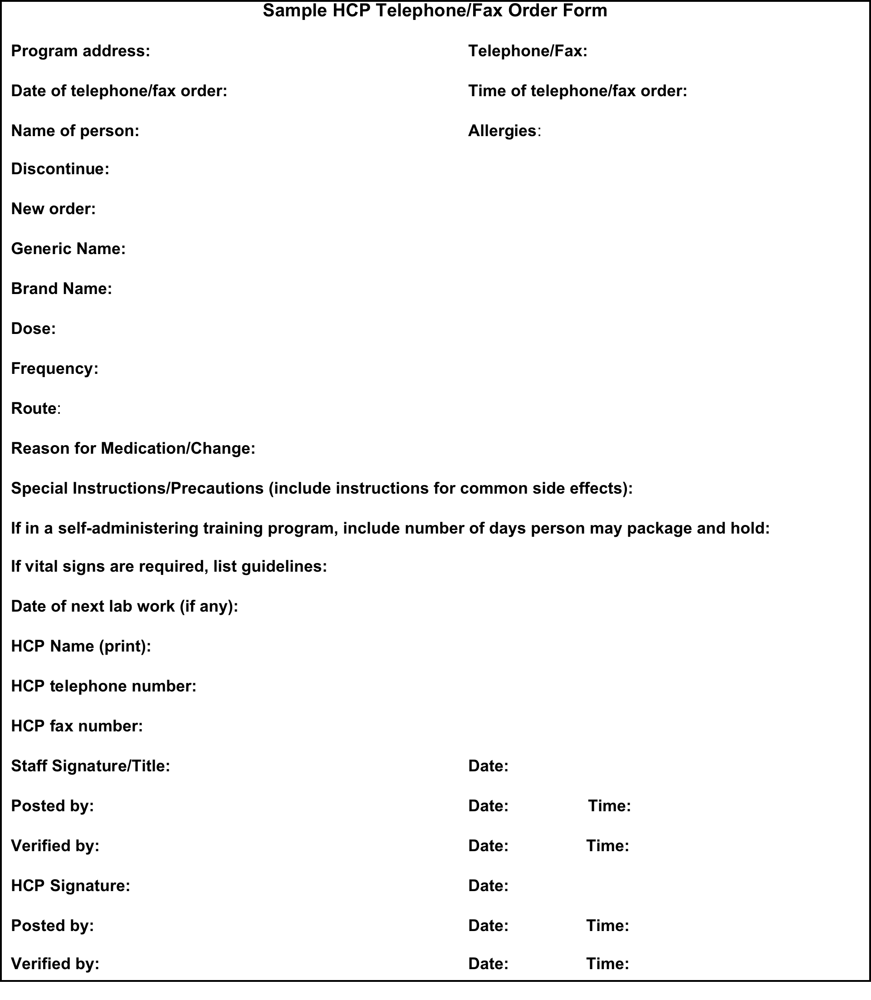 Sample HCP Telephone/Fax Order Form
Program address: Telephone/Fax:
Date of telephone/fax order: Time of telephone/fax order:
Name of person: Allergies:
Discontinue:
New order:
Generic Name:
Brand Name:
Dose:
Frequency:
Route:
Reason for Medication/Change:
Special Instructions/Precautions (include instructions for common side effects):
If in a self-administering training program, include number of days person may package and hold:
If vital signs are required, list guidelines:
Date of next lab work (if any):
HCP Name (print):
HCP telephone number:
HCP fax number:
Staff Signature/Title: Date:
Posted by: Date: Time:
Verified by: Date: Time:
HCP Signature: Date:
Posted by: Date: Time:
Verified by: Date: Time: